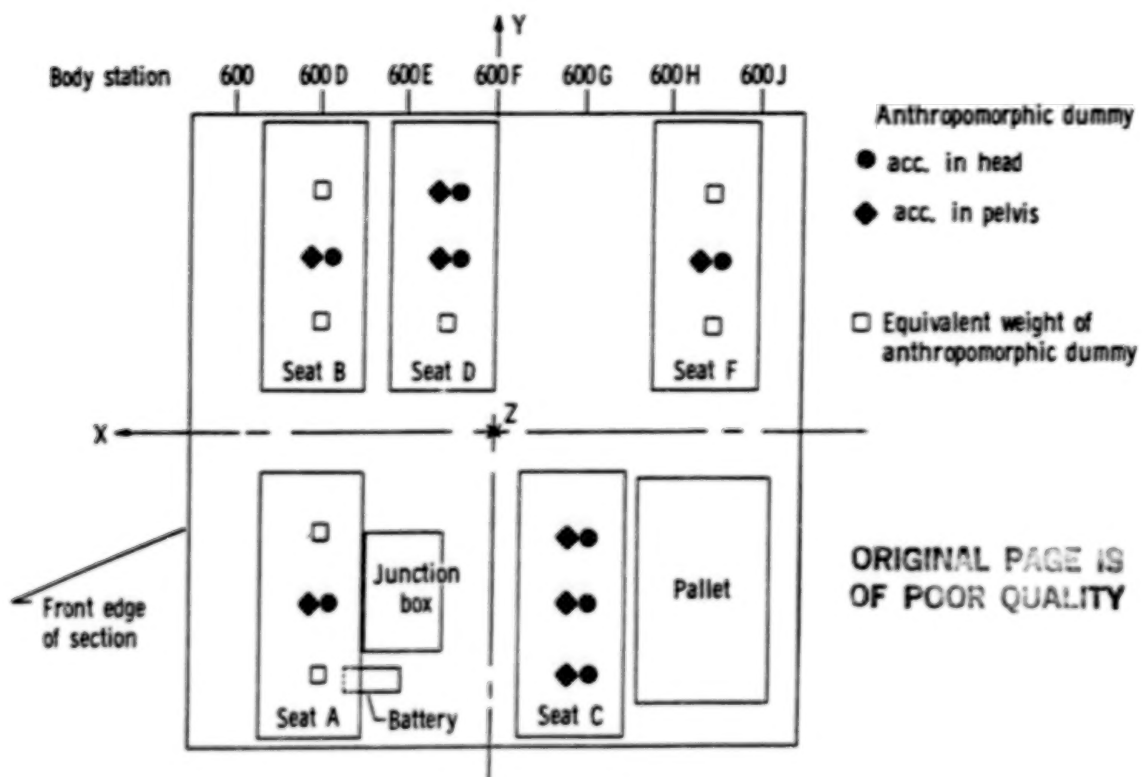 Y
Body station 600 600D 600E 600F 600G 600H 600J
Anthropomorphic dummy
acc. in head
acc. in pelvis
Equivalent weight of
anthropomorphic dummy
Seat B Seat D Seat F
X Z
Junction
box
Pallet
ORIGINAL PAGE IS
OF POOR QUALITY
Front edge
of section
Seat A Battery Seat C